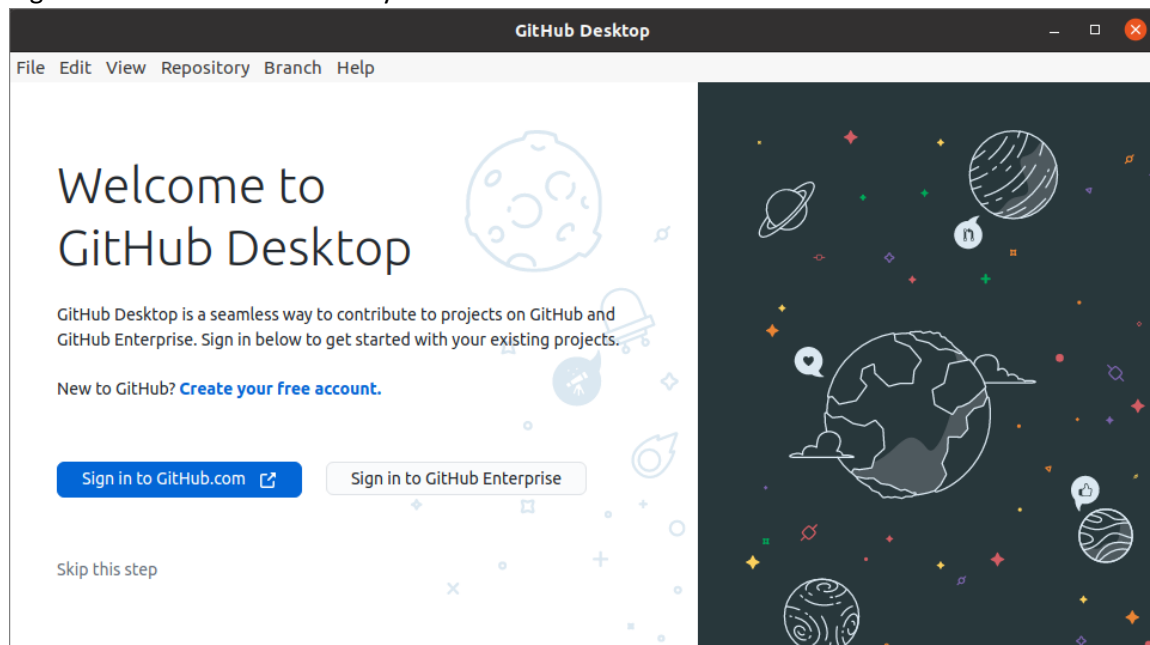 GitHub Desktop
File Edit View Repository Branch Help
Welcome to
GitHub Desktop
GitHub Desktop is a seamless way to contribute to projects on GitHub and
GitHub Enterprise. Sign in below to get started with your existing projects.
New to GitHub? Create your free account.
Sign in to GitHub.com
Sign in to GitHub Enterprise
Skip this step